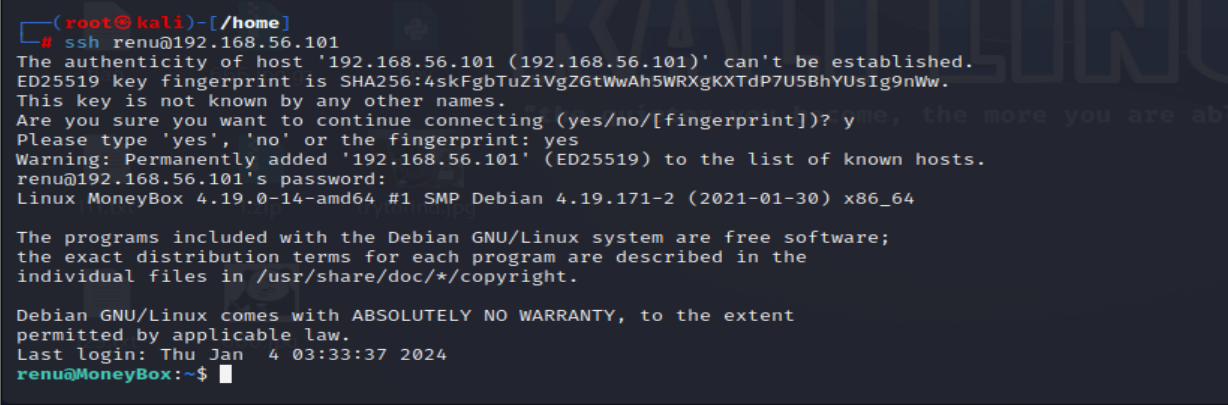 ┌──(root㉿kali)-[/home]
└─# ssh renu@192.168.56.101
The authenticity of host '192.168.56.101 (192.168.56.101)' can't be established.
ED25519 key fingerprint is SHA256:4skFgbTuZiVgZGtWwAh5WRXgKXTdP7U5BhYUsIg9nWw.
This key is not known by any other names.
Are you sure you want to continue connecting (yes/no/[fingerprint])? y
Please type 'yes', 'no' or the fingerprint: yes
Warning: Permanently added '192.168.56.101' (ED25519) to the list of known hosts.
renu@192.168.56.101's password:
Linux MoneyBox 4.19.0-14-amd64 #1 SMP Debian 4.19.171-2 (2021-01-30) x86_64
The programs included with the Debian GNU/Linux system are free software;
the exact distribution terms for each program are described in the
individual files in /usr/share/doc/*/copyright.
Debian GNU/Linux comes with ABSOLUTELY NO WARRANTY, to the extent
permitted by applicable law.
Last login: Thu Jan  4 03:33:37 2024
renu@MoneyBox:~$